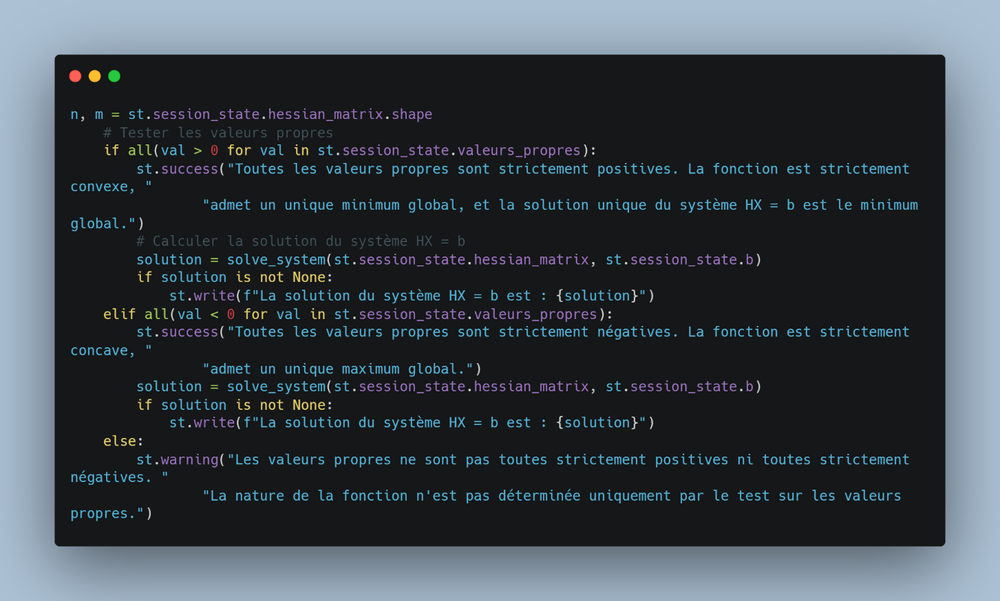 n, m = st.session_state.hessian_matrix.shape
    # Tester les valeurs propres
    if all(val > 0 for val in st.session_state.valeurs_propres):
        st.success("Toutes les valeurs propres sont strictement positives. La fonction est strictement
convexe, "
                "admet un unique minimum global, et la solution unique du système HX = b est le minimum
global.")
        # Calculer la solution du système HX = b
        solution = solve_system(st.session_state.hessian_matrix, st.session_state.b)
        if solution is not None:
            st.write(f"La solution du système HX = b est : {solution}")
    elif all(val < 0 for val in st.session_state.valeurs_propres):
        st.success("Toutes les valeurs propres sont strictement négatives. La fonction est strictement
concave, "
                "admet un unique maximum global.")
        solution = solve_system(st.session_state.hessian_matrix, st.session_state.b)
        if solution is not None:
            st.write(f"La solution du système HX = b est : {solution}")
    else:
        st.warning("Les valeurs propres ne sont pas toutes strictement positives ni toutes strictement
négatives. "
                "La nature de la fonction n'est pas déterminée uniquement par le test sur les valeurs
propres.")